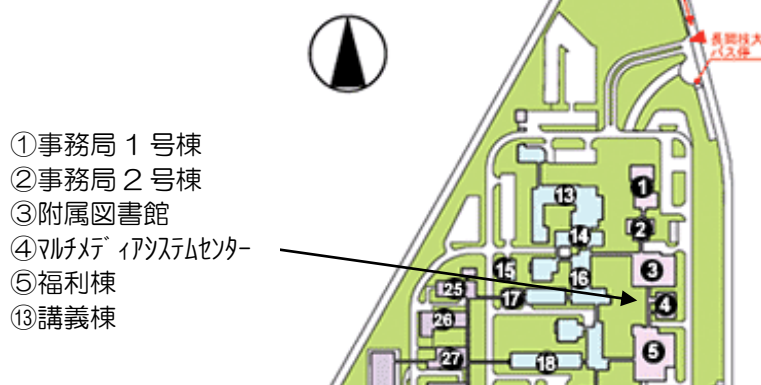 長岡技大
バス停
①事務局１号棟
②事務局２号棟
③附属図書館
④ﾏﾙﾁﾒﾃﾞｨｱｼｽﾃﾑｾﾝﾀｰ
⑤福利棟
⑬講義棟
1
13
2
14
3
15
16
25
17
4
26
5
27
18